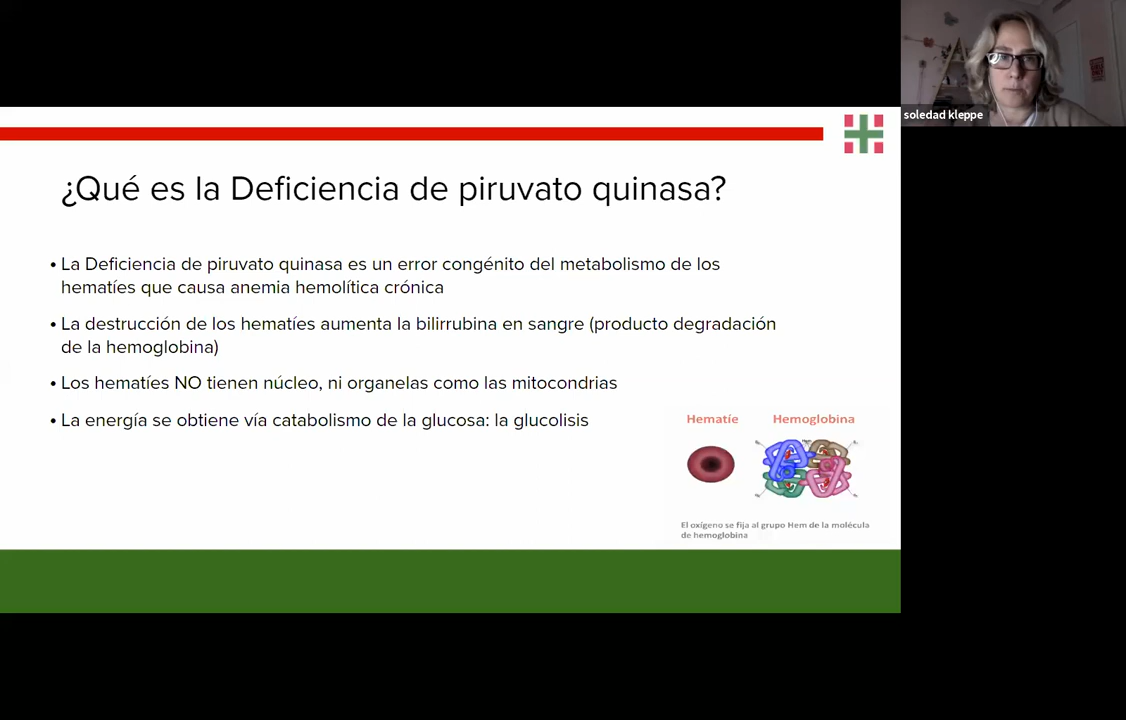 soledad kleppe
¿Qué es la Deficiencia de piruvato quinasa?
• La Deficiencia de piruvato quinasa es un error congénito del metabolismo de los
hematíes que causa anemia hemolítica crónica
• La destrucción de los hematíes aumenta la bilirrubina en sangre (producto degradación
de la hemoglobina)
• Los hematíes NO tienen núcleo, ni organelas como las mitocondrias
• La energía se obtiene vía catabolismo de la glucosa: la glucolisis
Hematíe Hemoglobina
El oxígeno se fija al grupo Hem de la molécula
de hemoglobina